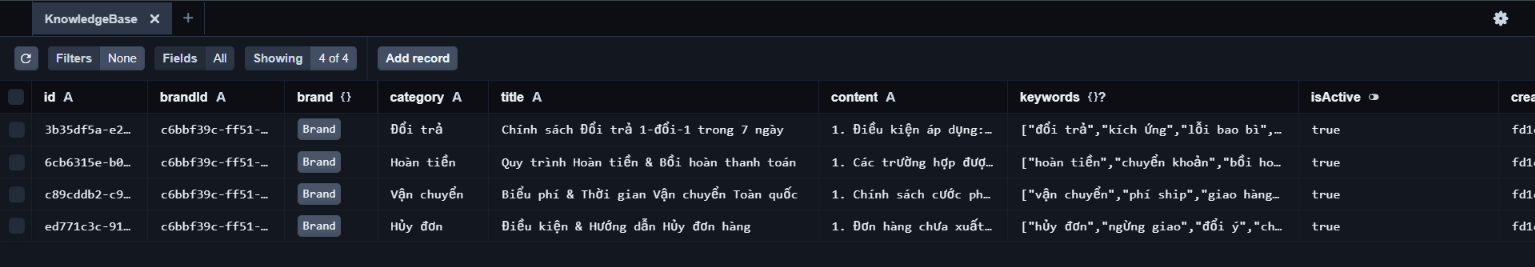 KnowledgeBase
Filters None Fields All Showing 4 of 4 Add record
id A brandId A brand {} category A title A content A keywords {}? isActive crea
3b35df5a-e2… c6bbf39c-ff51-… Brand Đổi trả Chính sách Đổi trả 1-đổi-1 trong 7 ngày 1. Điều kiện áp dụng:… ["đổi trả","kích ứng","lỗi bao bì",… true fd1c
6cb6315e-b0… c6bbf39c-ff51-… Brand Hoàn tiền Quy trình Hoàn tiền & Bồi hoàn thanh toán 1. Các trường hợp đượ… ["hoàn tiền","chuyển khoản","bồi ho… true fd1c
c89cddb2-c9… c6bbf39c-ff51-… Brand Vận chuyển Biểu phí & Thời gian Vận chuyển Toàn quốc 1. Chính sách cước ph… ["vận chuyển","phí ship","giao hàng… true fd1c
ed771c3c-91… c6bbf39c-ff51-… Brand Hủy đơn Điều kiện & Hướng dẫn Hủy đơn hàng 1. Đơn hàng chưa xuất… ["hủy đơn","ngừng giao","đổi ý","ch… true fd1c